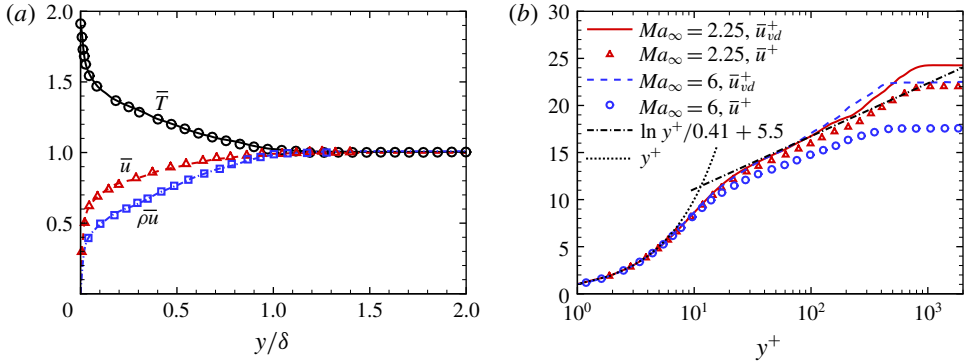 (a)
2.0
1.5
1.0
0.5
T̅
u̅
ρu̅
0 0.5 1.0 1.5 2.0
y/δ
(b)
30
25
20
15
10
5
0
Ma∞ = 2.25, u̅⁺vd
Ma∞ = 2.25, u̅⁺
Ma∞ = 6, u̅⁺vd
Ma∞ = 6, u̅⁺
ln y⁺/0.41 + 5.5
y⁺
10⁰ 10¹ 10² 10³
y⁺